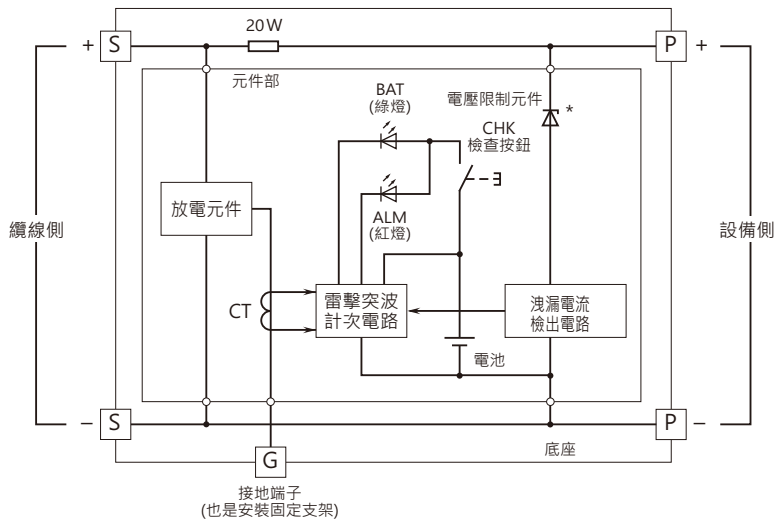 20W
+ S
P +
元件部
BAT
(綠燈)
電壓限制元件
*
CHK
檢查按鈕
放電元件
ALM
(紅燈)
纜線側
設備側
CT
雷擊突波
計次電路
洩漏電流
檢出電路
電池
– S
P –
底座
G
接地端子
(也是安裝固定支架)